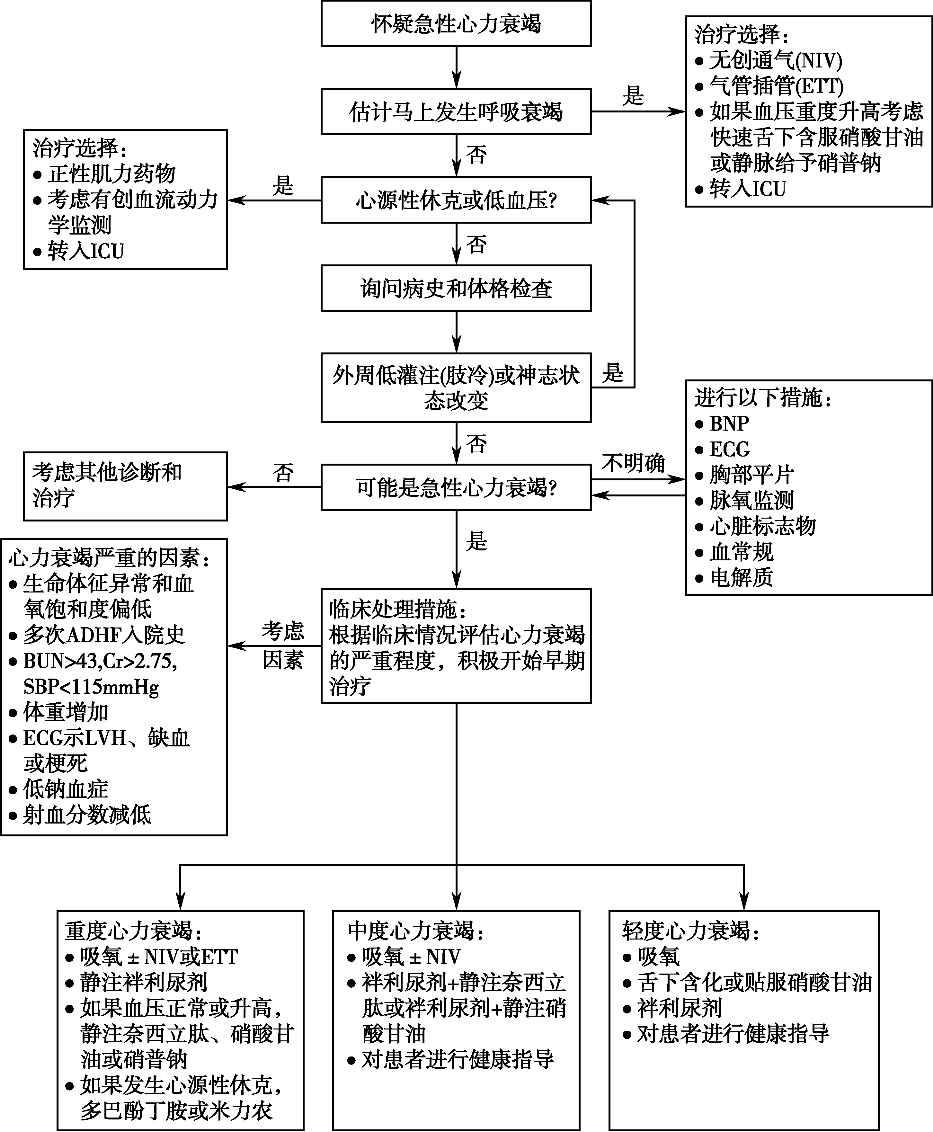 怀疑急性心力衰竭
治疗选择：
● 无创通气(NIV)
● 气管插管(ETT)
● 如果血压重度升高考虑
快速舌下含服硝酸甘油
或静脉给予硝普钠
● 转入ICU
估计马上发生呼吸衰竭
是
否
治疗选择：
● 正性肌力药物
● 考虑有创血流动力
学监测
● 转入ICU
是
心源性休克或低血压?
否
询问病史和体格检查
外周低灌注(肢冷)或神志状
态改变
是
否
进行以下措施：
● BNP
● ECG
● 胸部平片
● 脉氧监测
● 心脏标志物
● 血常规
● 电解质
考虑其他诊断和
治疗
否
可能是急性心力衰竭?
不明确
是
心力衰竭严重的因素：
● 生命体征异常和血
氧饱和度偏低
● 多次ADHF入院史
● BUN>43,Cr>2.75,
SBP<115mmHg
● 体重增加
● ECG示LVH、缺血
或梗死
● 低钠血症
● 射血分数减低
考虑
因素
临床处理措施：
根据临床情况评估心力衰竭
的严重程度，积极开始早期
治疗
重度心力衰竭：
● 吸氧 ± NIV或ETT
● 静注袢利尿剂
● 如果血压正常或升高，
静注奈西立肽、硝酸甘
油或硝普钠
● 如果发生心源性休克，
多巴酚丁胺或米力农
中度心力衰竭：
● 吸氧 ± NIV
● 袢利尿剂+静注奈西立
肽或袢利尿剂+静注硝
酸甘油
● 对患者进行健康指导
轻度心力衰竭：
● 吸氧
● 舌下含化或贴服硝酸甘油
● 袢利尿剂
● 对患者进行健康指导